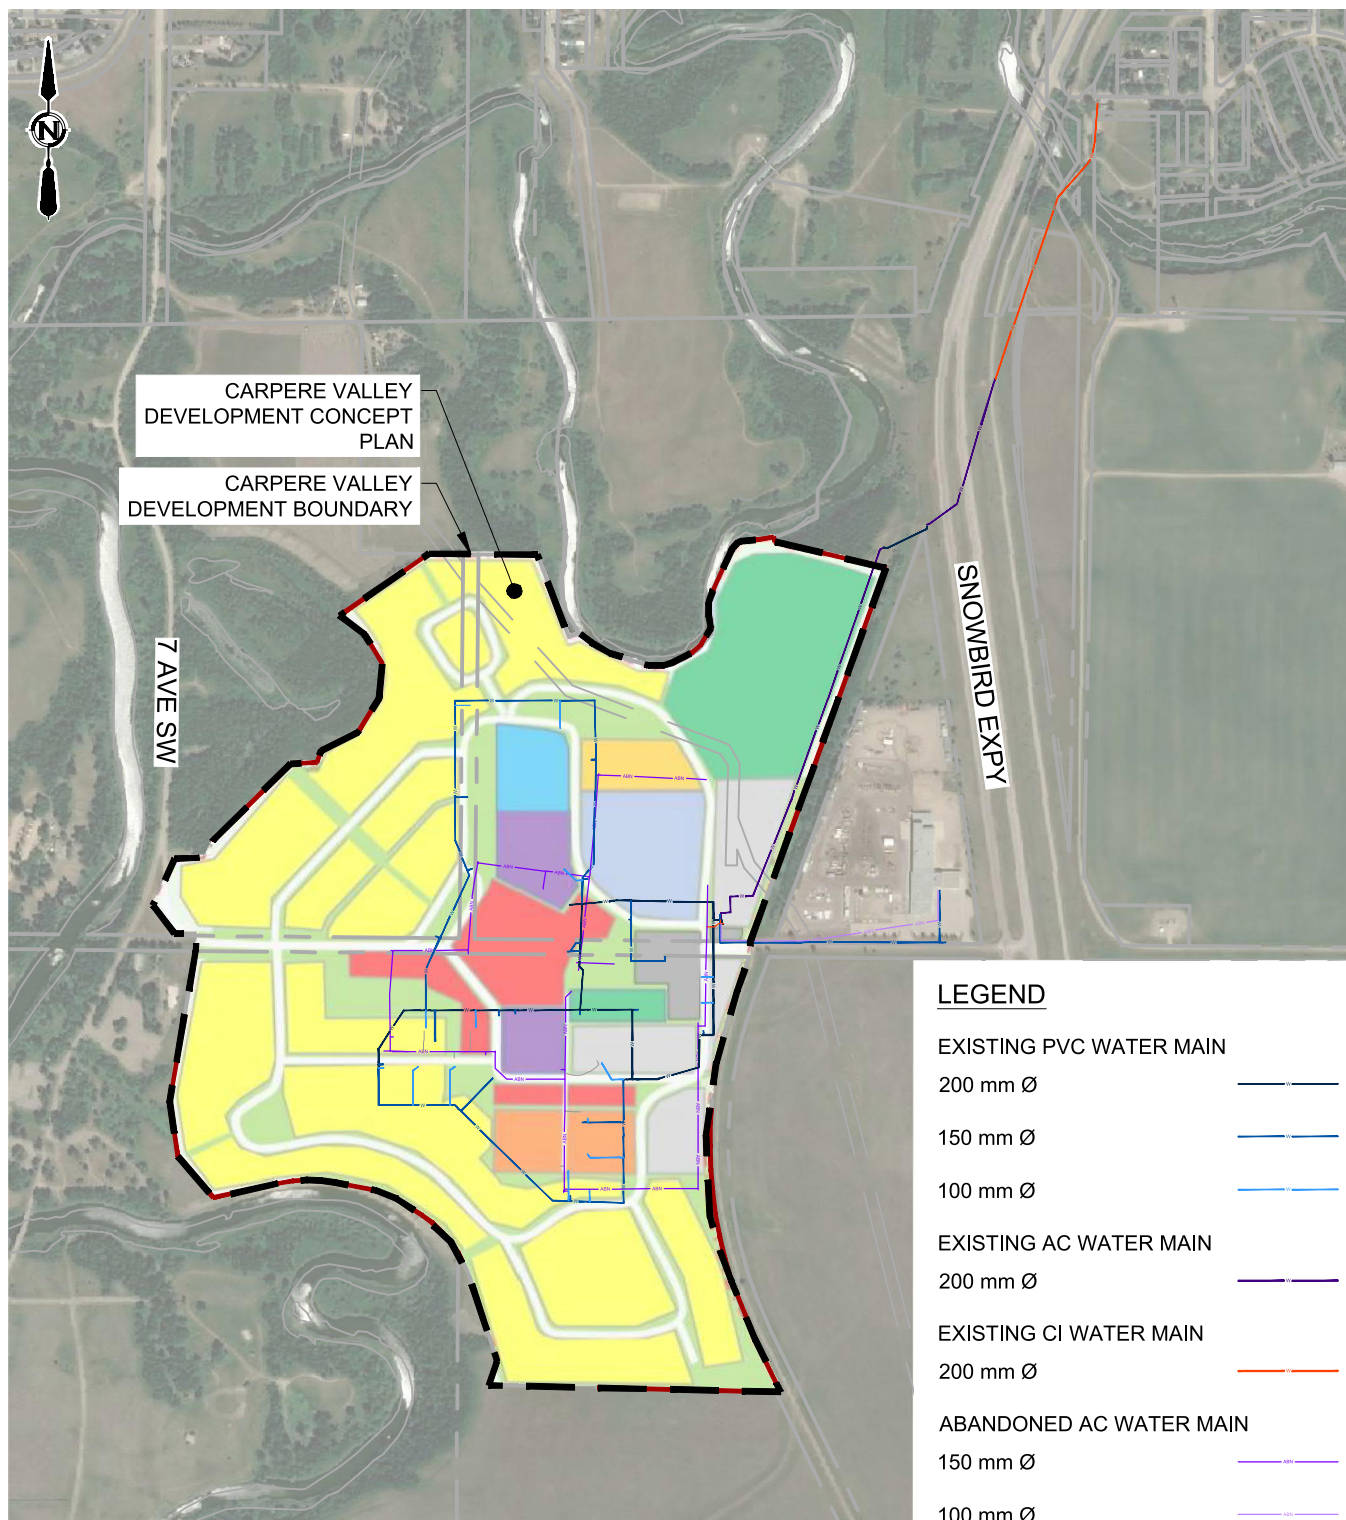 N
CARPERE VALLEY
DEVELOPMENT CONCEPT
PLAN
CARPERE VALLEY
DEVELOPMENT BOUNDARY
7 AVE SW
SNOWBIRD EXPY
LEGEND
EXISTING PVC WATER MAIN
200 mm Ø
150 mm Ø
100 mm Ø
EXISTING AC WATER MAIN
200 mm Ø
EXISTING CI WATER MAIN
200 mm Ø
ABANDONED AC WATER MAIN
150 mm Ø
100 mm Ø